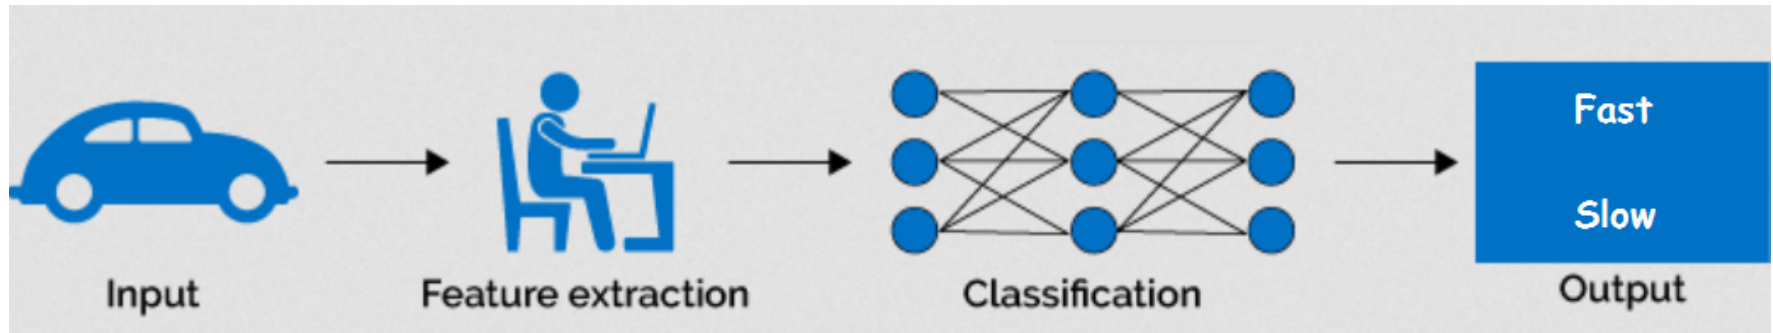 Fast
Slow
Input
Feature extraction
Classification
Output